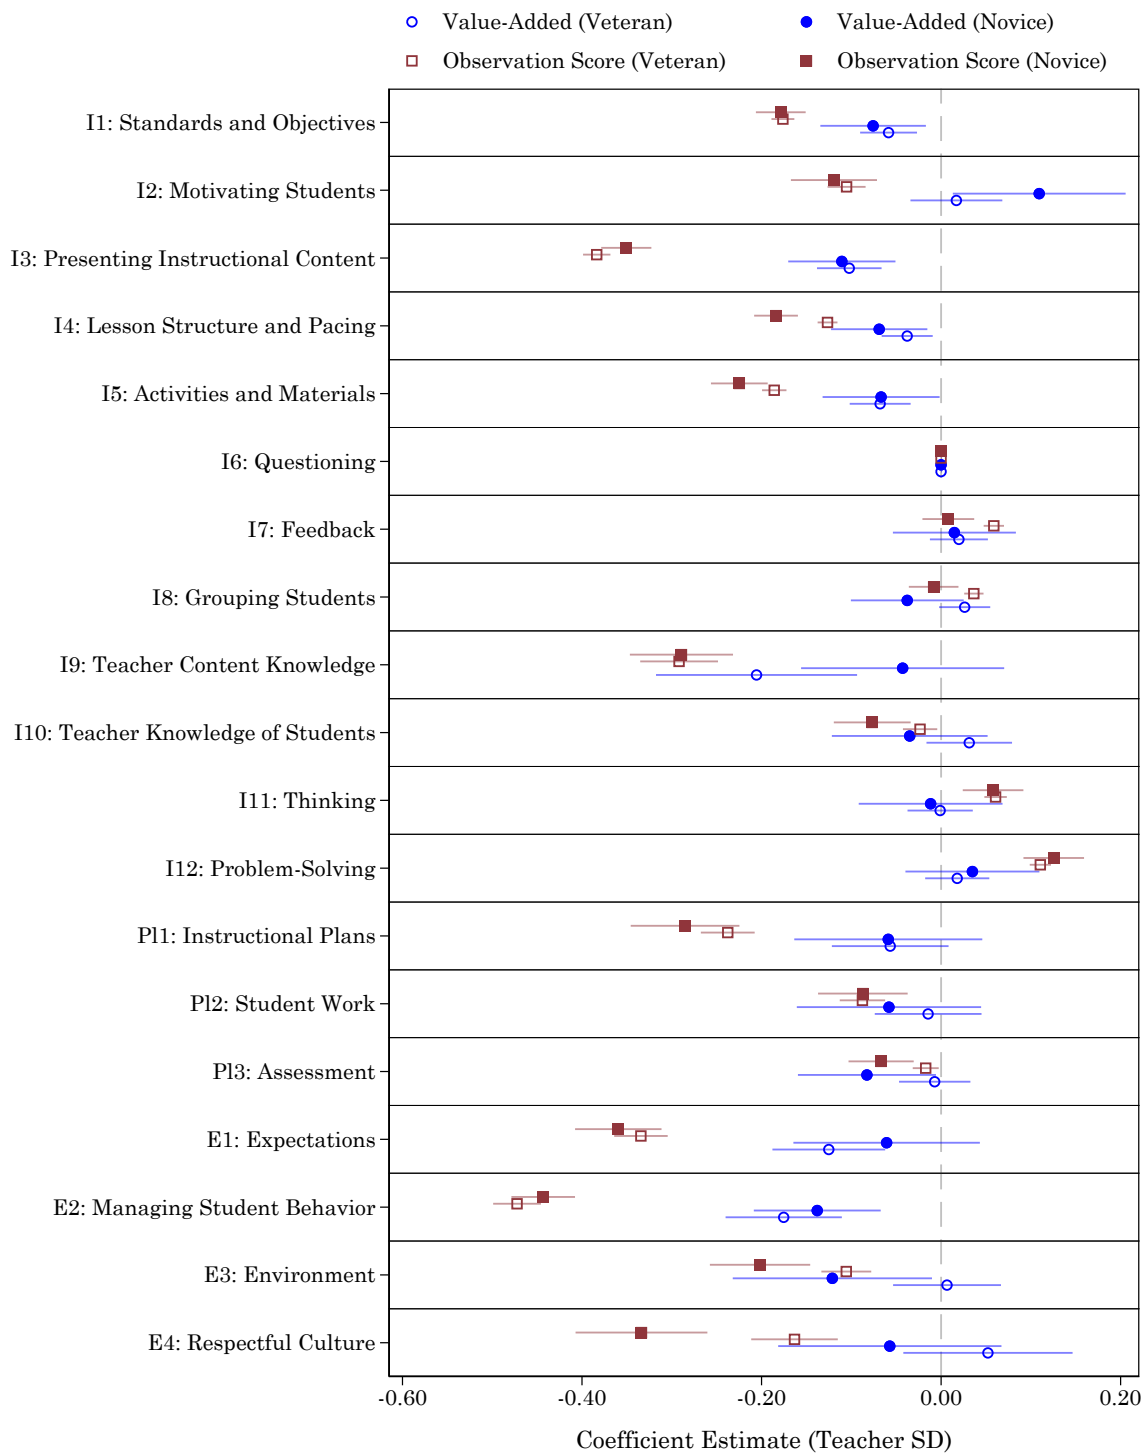 Value-Added (Veteran) Value-Added (Novice)
Observation Score (Veteran) Observation Score (Novice)
I1: Standards and Objectives
I2: Motivating Students
I3: Presenting Instructional Content
I4: Lesson Structure and Pacing
I5: Activities and Materials
I6: Questioning
I7: Feedback
I8: Grouping Students
I9: Teacher Content Knowledge
I10: Teacher Knowledge of Students
I11: Thinking
I12: Problem-Solving
Pl1: Instructional Plans
Pl2: Student Work
Pl3: Assessment
E1: Expectations
E2: Managing Student Behavior
E3: Environment
E4: Respectful Culture
-0.60 -0.40 -0.20 0.00 0.20
Coefficient Estimate (Teacher SD)